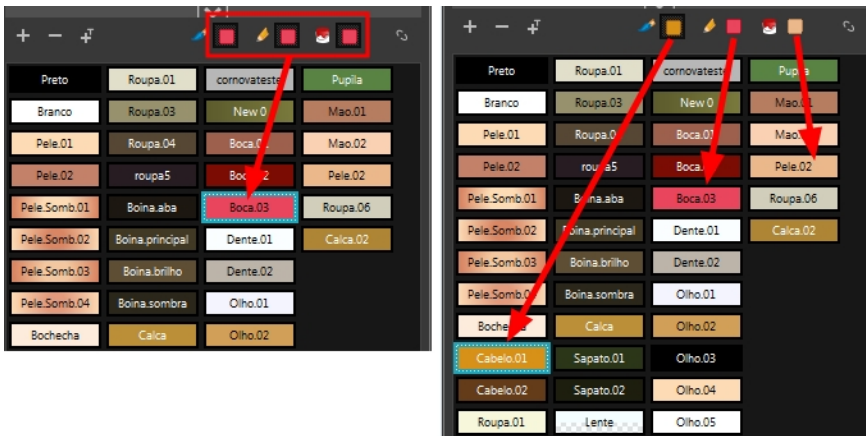 Preto Roupa.01 cornovateste Pupila
Branco Roupa.03 New 0 Mao.01
Pele.01 Roupa.04 Mao.02
Pele.02 roupa5 Pele.02
Pele.Somb.01 Boina.aba Boca.03 Roupa.06
Pele.Somb.02 Boina.principal Dente.01 Calca.02
Pele.Somb.03 Boina.brilho Dente.02
Pele.Somb.04 Boina.sombra Olho.01
Bochecha Calca Olho.02
Preto Roupa.01 cornovateste Pupila
Branco Roupa.03 New 0
Pele.01 Boca.01
Pele.02 roupa5 Pele.02
Pele.Somb.01 Boca.03 Roupa.06
Pele.Somb.02 Boina.principal Dente.01 Calca.02
Pele.Somb.03 Boina.brilho Dente.02
Boina.sombra Olho.01
Bochecha Calca Olho.02
Cabelo.01 Sapato.01 Olho.03
Cabelo.02 Sapato.02 Olho.04
Roupa.01 Lente Olho.05